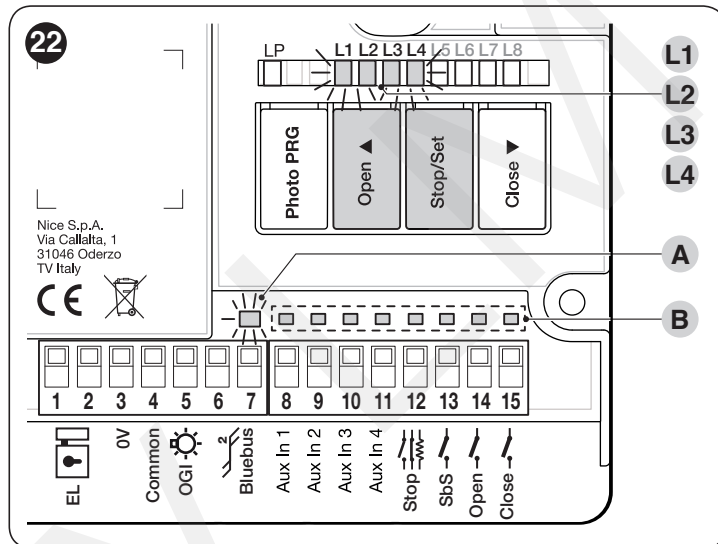 22
LP L1 L2 L3 L4 L5 L6 L7 L8
L1
L2
L3
L4
Photo PRG
Open ▲
Stop/Set
Close ▼
Nice S.p.A.
Via Callalta, 1
31046 Oderzo
TV Italy
CE
A
B
1 2 3 4 5 6 7 8 9 10 11 12 13 14 15
EL
0V
Common
OGI
2
Bluebus
Aux In 1
Aux In 2
Aux In 3
Aux In 4
Stop
SbS
Open
Close